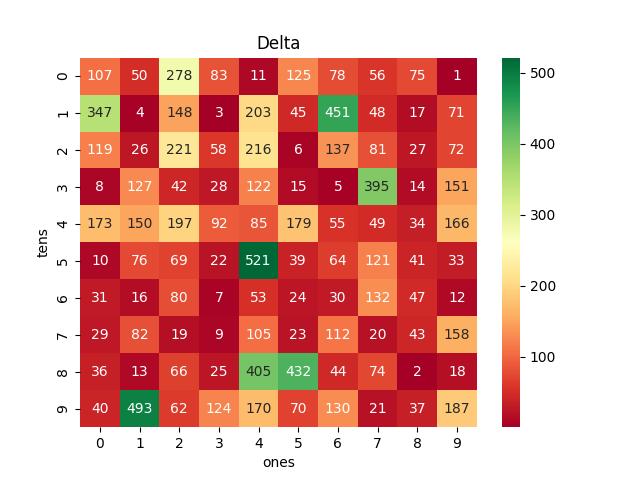 Delta
0 107 50 278 83 11 125 78 56 75 1
1 347 4 148 3 203 45 451 48 17 71
2 119 26 221 58 216 6 137 81 27 72
3 8 127 42 28 122 15 5 395 14 151
4 173 150 197 92 85 179 55 49 34 166
5 10 76 69 22 521 39 64 121 41 33
6 31 16 80 7 53 24 30 132 47 12
7 29 82 19 9 105 23 112 20 43 158
8 36 13 66 25 405 432 44 74 2 18
9 40 493 62 124 170 70 130 21 37 187
0 1 2 3 4 5 6 7 8 9
ones
tens
500
400
300
200
100